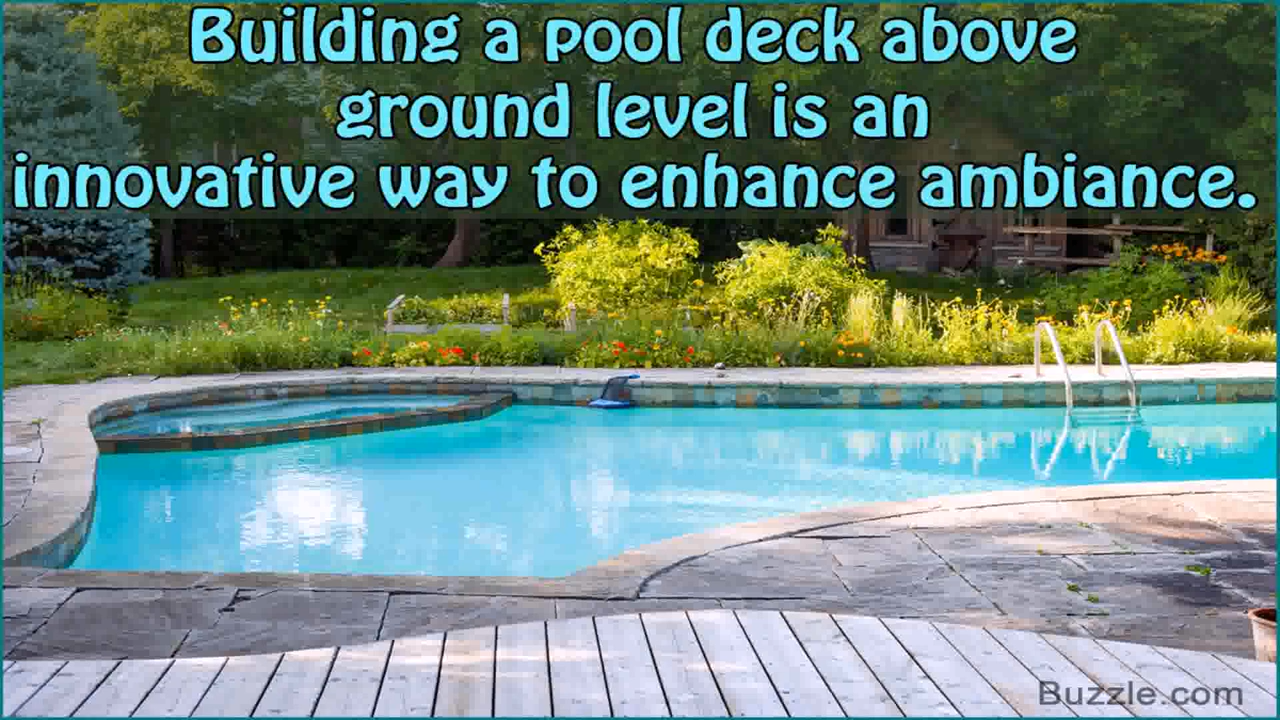 Building a pool deck above
ground level is an
innovative way to enhance ambiance.
Buzzle.com